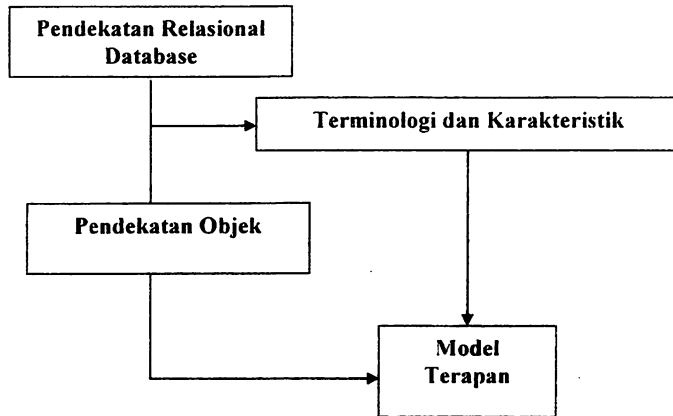 Pendekatan Relasional
Database
Terminologi dan Karakteristik
Pendekatan Objek
Model
Terapan